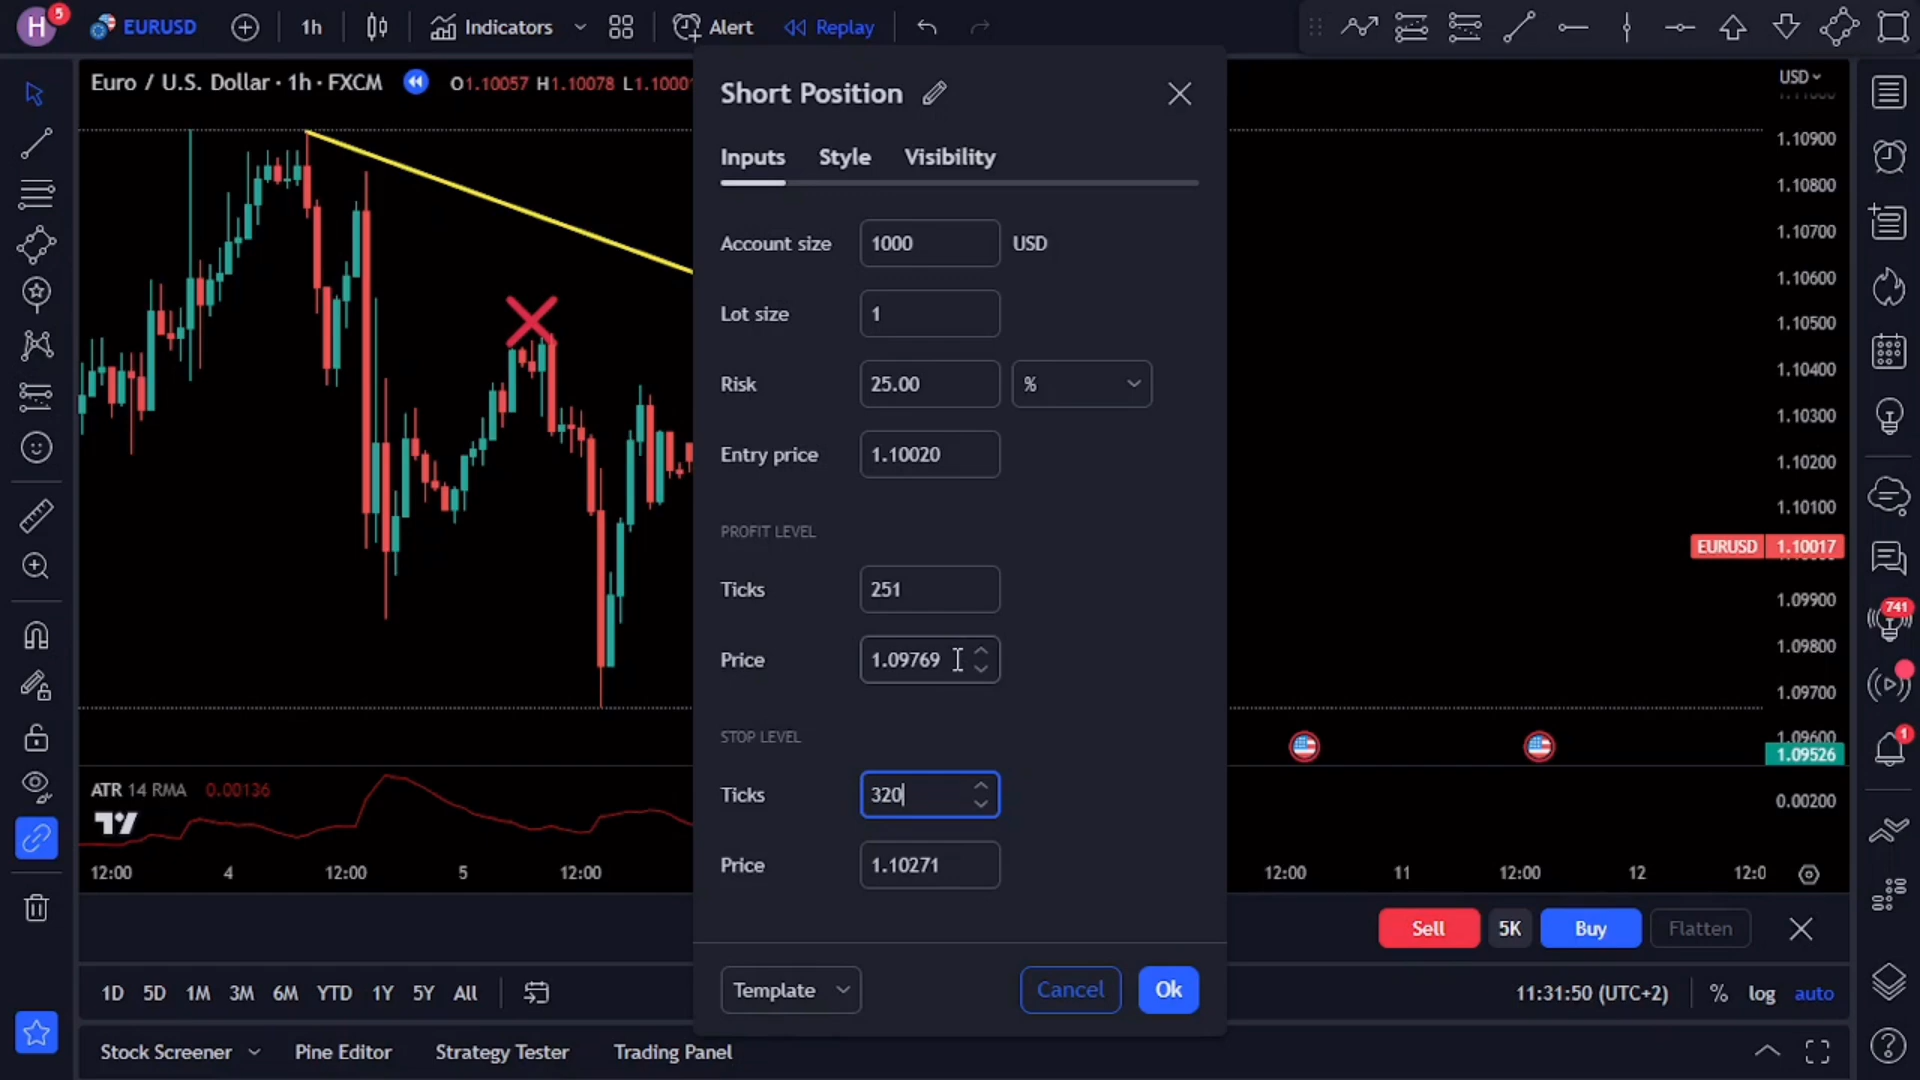 H 5 EURUSD 1h Indicators Alert Replay
Euro / U.S. Dollar · 1h · FXCM O1.10057 H1.10078 L1.1000
USD
1.10900
1.10800
1.10700
1.10600
1.10500
1.10400
1.10300
1.10200
1.10100
EURUSD 1.10017
1.09900
1.09800
1.09700
1.09600
1.09526
0.00200
Short Position
Inputs Style Visibility
Account size 1000 USD
Lot size 1
Risk 25.00 %
Entry price 1.10020
PROFIT LEVEL
Ticks 251
Price 1.09769
STOP LEVEL
Ticks 320
Price 1.10271
Template Cancel Ok
ATR 14 RMA 0.00136
12:00 4 12:00 5 12:00 12:00 11 12:00 12 12:0
Sell 5K Buy Flatten
1D 5D 1M 3M 6M YTD 1Y 5Y All
11:31:50 (UTC+2) % log auto
Stock Screener Pine Editor Strategy Tester Trading Panel
741
1